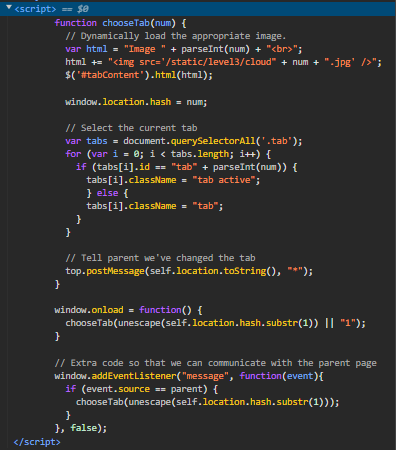 <script> == $0
function chooseTab(num) {
// Dynamically load the appropriate image.
var html = "Image " + parseInt(num) + "<br>";
html += "<img src='/static/level3/cloud" + num + ".jpg' />";
$('#tabContent').html(html);
window.location.hash = num;
// Select the current tab
var tabs = document.querySelectorAll('.tab');
for (var i = 0; i < tabs.length; i++) {
if (tabs[i].id == "tab" + parseInt(num)) {
tabs[i].className = "tab active";
} else {
tabs[i].className = "tab";
}
}
// Tell parent we've changed the tab
top.postMessage(self.location.toString(), "*");
}
window.onload = function() {
chooseTab(unescape(self.location.hash.substr(1)) || "1");
}
// Extra code so that we can communicate with the parent page
window.addEventListener("message", function(event){
if (event.source == parent) {
chooseTab(unescape(self.location.hash.substr(1)));
}
}, false);
</script>